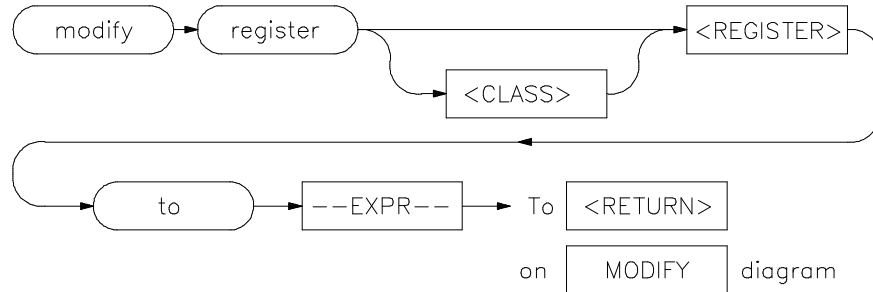 modify register <REGISTER>
<CLASS>
to --EXPR-- To <RETURN>
on MODIFY diagram